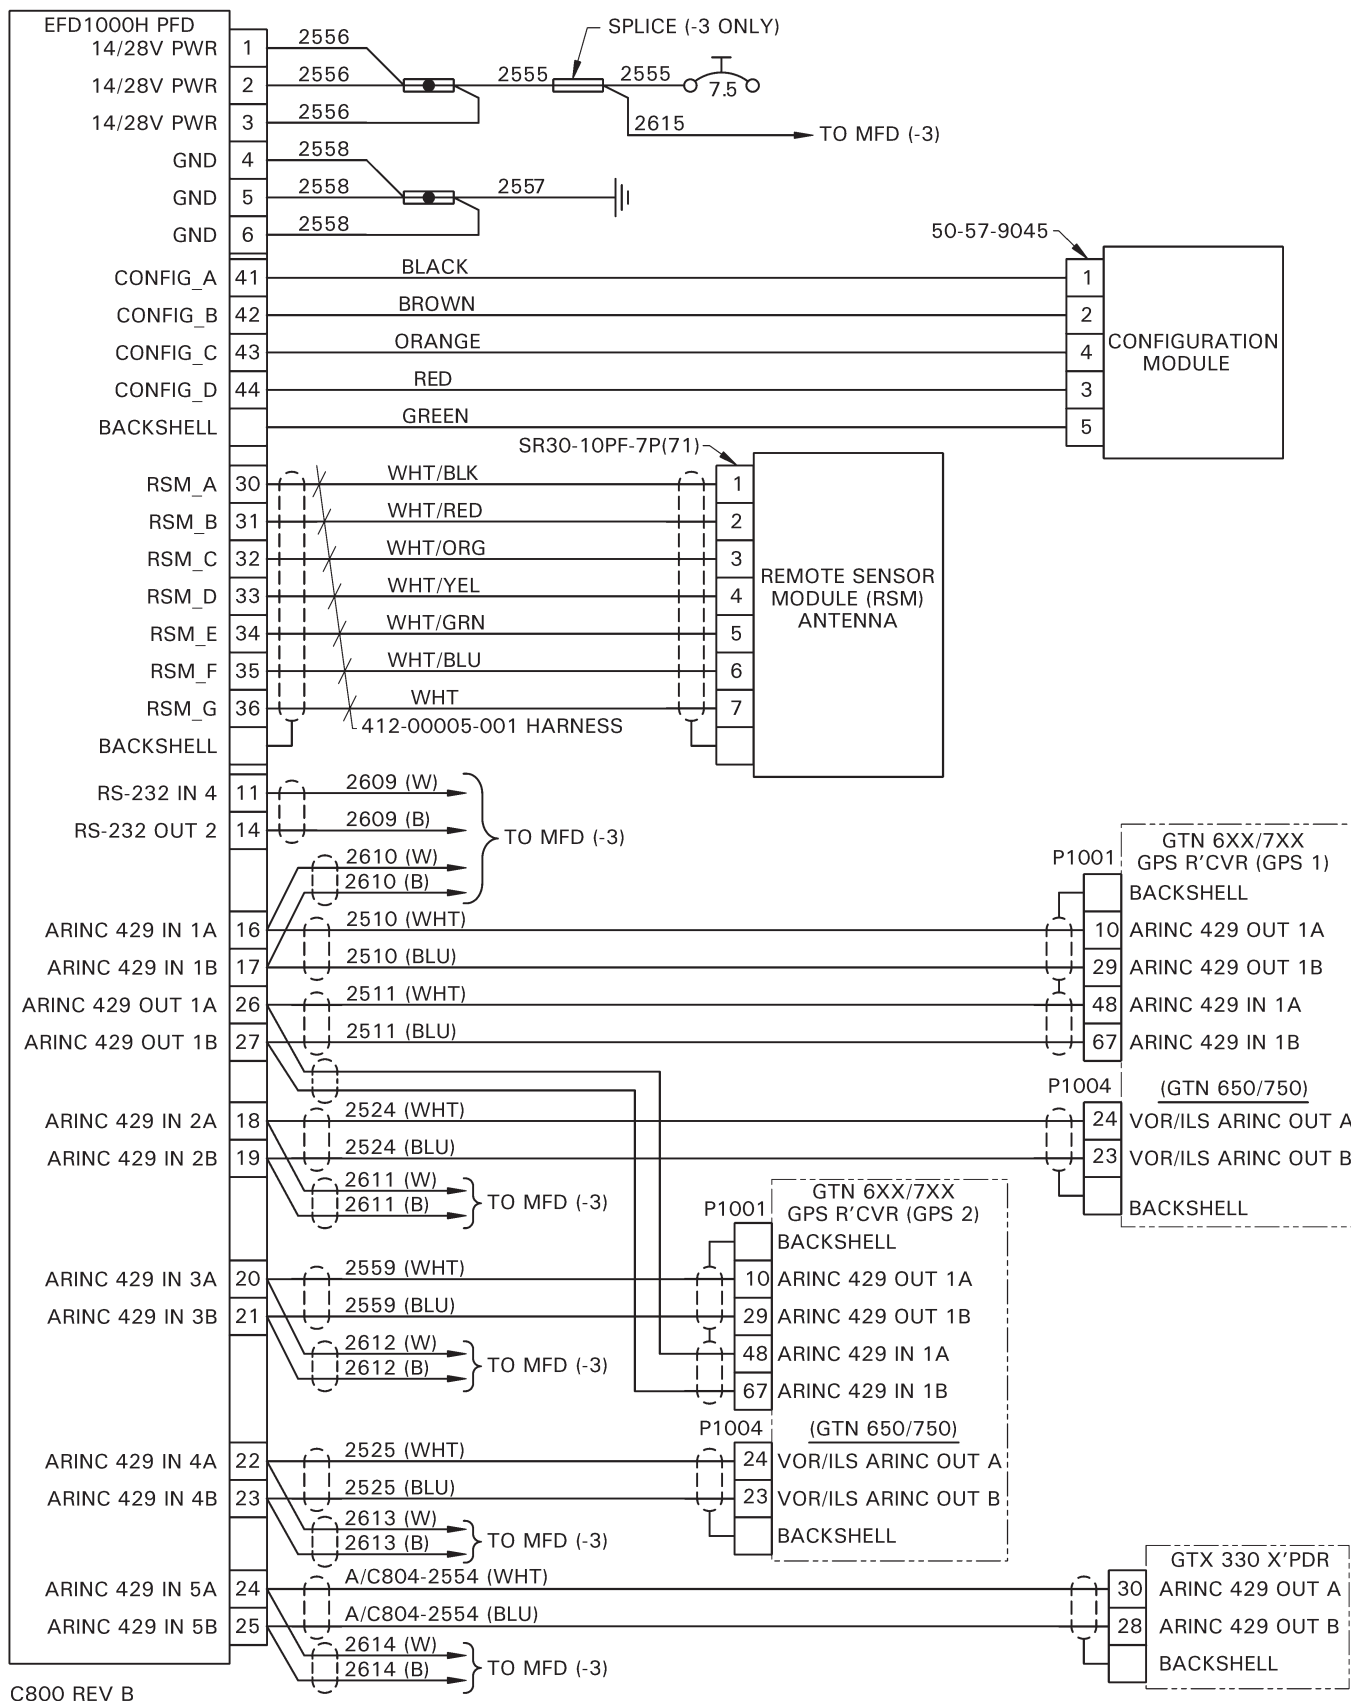 EFD1000H PFD
14/28V PWR 1 2556
SPLICE (-3 ONLY)
14/28V PWR 2 2556 2555 2555 7.5
14/28V PWR 3 2556
2615 TO MFD (-3)
GND 4 2558
GND 5 2558 2557
GND 6 2558
50-57-9045
CONFIG_A 41 BLACK 1
CONFIG_B 42 BROWN 2
CONFIG_C 43 ORANGE 4
CONFIGURATION
MODULE
CONFIG_D 44 RED 3
BACKSHELL GREEN 5
SR30-10PF-7P(71)
RSM_A 30 WHT/BLK 1
RSM_B 31 WHT/RED 2
RSM_C 32 WHT/ORG 3
RSM_D 33 WHT/YEL 4
REMOTE SENSOR
MODULE (RSM)
ANTENNA
RSM_E 34 WHT/GRN 5
RSM_F 35 WHT/BLU 6
RSM_G 36 WHT 7
412-00005-001 HARNESS
BACKSHELL
RS-232 IN 4 11 2609 (W)
RS-232 OUT 2 14 2609 (B)
TO MFD (-3)
2610 (W)
2610 (B)
GTN 6XX/7XX
GPS R'CVR (GPS 1)
P1001
BACKSHELL
ARINC 429 IN 1A 16 2510 (WHT) 10 ARINC 429 OUT 1A
ARINC 429 IN 1B 17 2510 (BLU) 29 ARINC 429 OUT 1B
ARINC 429 OUT 1A 26 2511 (WHT) 48 ARINC 429 IN 1A
ARINC 429 OUT 1B 27 2511 (BLU) 67 ARINC 429 IN 1B
P1004 (GTN 650/750)
ARINC 429 IN 2A 18 2524 (WHT) 24 VOR/ILS ARINC OUT A
ARINC 429 IN 2B 19 2524 (BLU) 23 VOR/ILS ARINC OUT B
BACKSHELL
2611 (W)
2611 (B)
TO MFD (-3)
GTN 6XX/7XX
GPS R'CVR (GPS 2)
P1001
BACKSHELL
ARINC 429 IN 3A 20 2559 (WHT) 10 ARINC 429 OUT 1A
ARINC 429 IN 3B 21 2559 (BLU) 29 ARINC 429 OUT 1B
2612 (W)
2612 (B)
TO MFD (-3)
48 ARINC 429 IN 1A
67 ARINC 429 IN 1B
P1004 (GTN 650/750)
ARINC 429 IN 4A 22 2525 (WHT) 24 VOR/ILS ARINC OUT A
ARINC 429 IN 4B 23 2525 (BLU) 23 VOR/ILS ARINC OUT B
BACKSHELL
2613 (W)
2613 (B)
TO MFD (-3)
GTX 330 X'PDR
ARINC 429 IN 5A 24 A/C804-2554 (WHT) 30 ARINC 429 OUT A
ARINC 429 IN 5B 25 A/C804-2554 (BLU) 28 ARINC 429 OUT B
BACKSHELL
2614 (W)
2614 (B)
TO MFD (-3)
C800 REV B